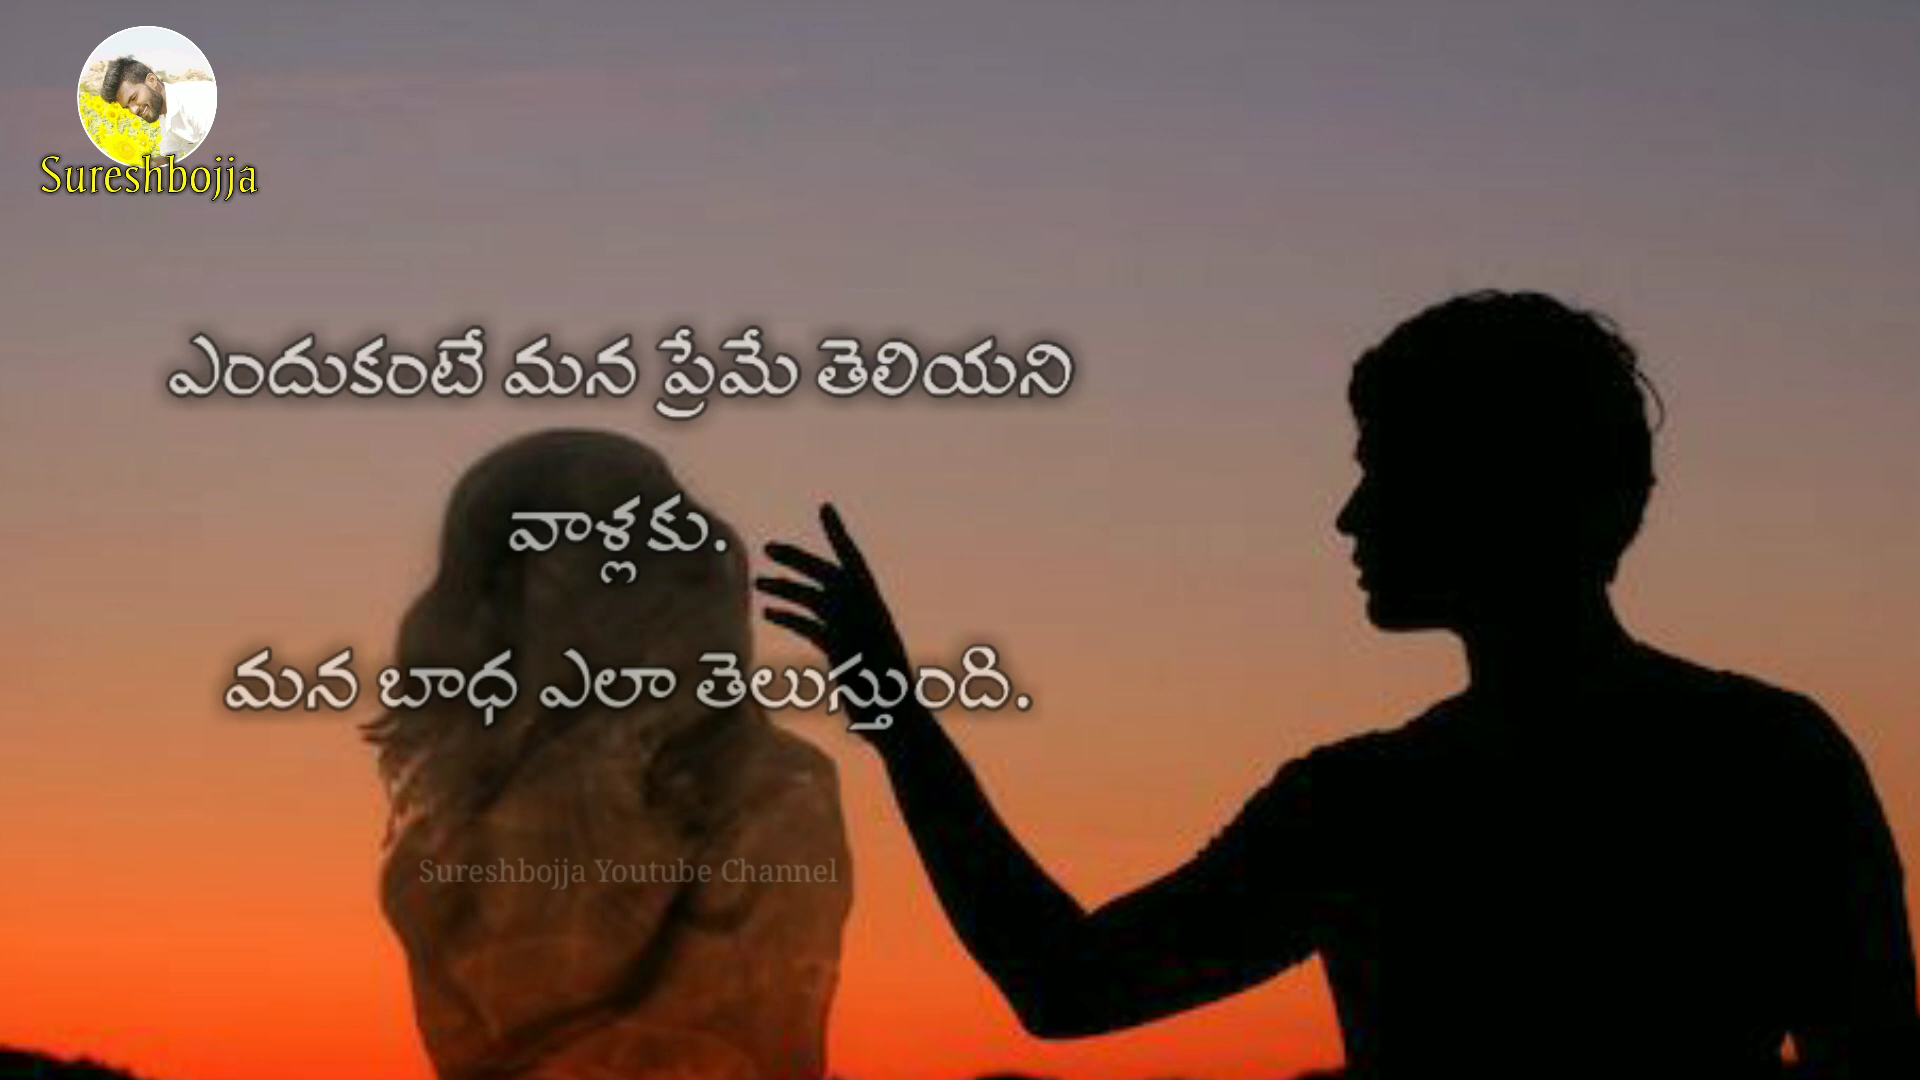 Sureshbojja
ఎందుకంటే మన ప్రేమే తెలియని
వాళ్లకు.
మన బాధ ఎలా తెలుస్తుంది.
Sureshbojja Youtube Channel